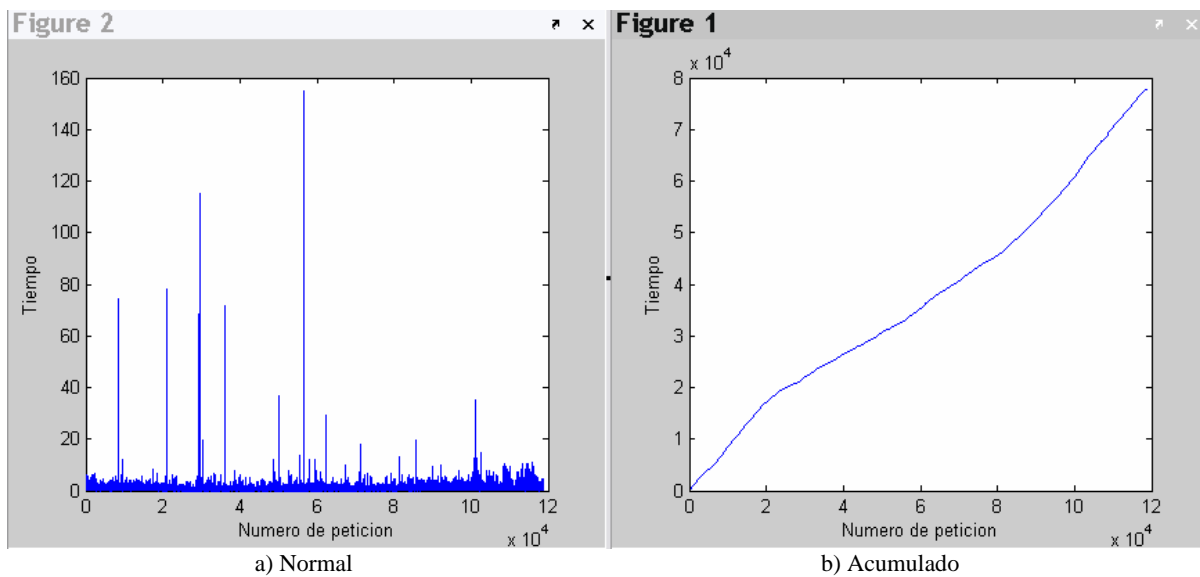 Figure 2
160
140
120
100
80
60
40
20
0
0 2 4 6 8 10 12
x 10^4
Tiempo
Numero de peticion
a) Normal
Figure 1
x 10^4
8
7
6
5
4
3
2
1
0
0 2 4 6 8 10 12
x 10^4
Tiempo
Numero de peticion
b) Acumulado